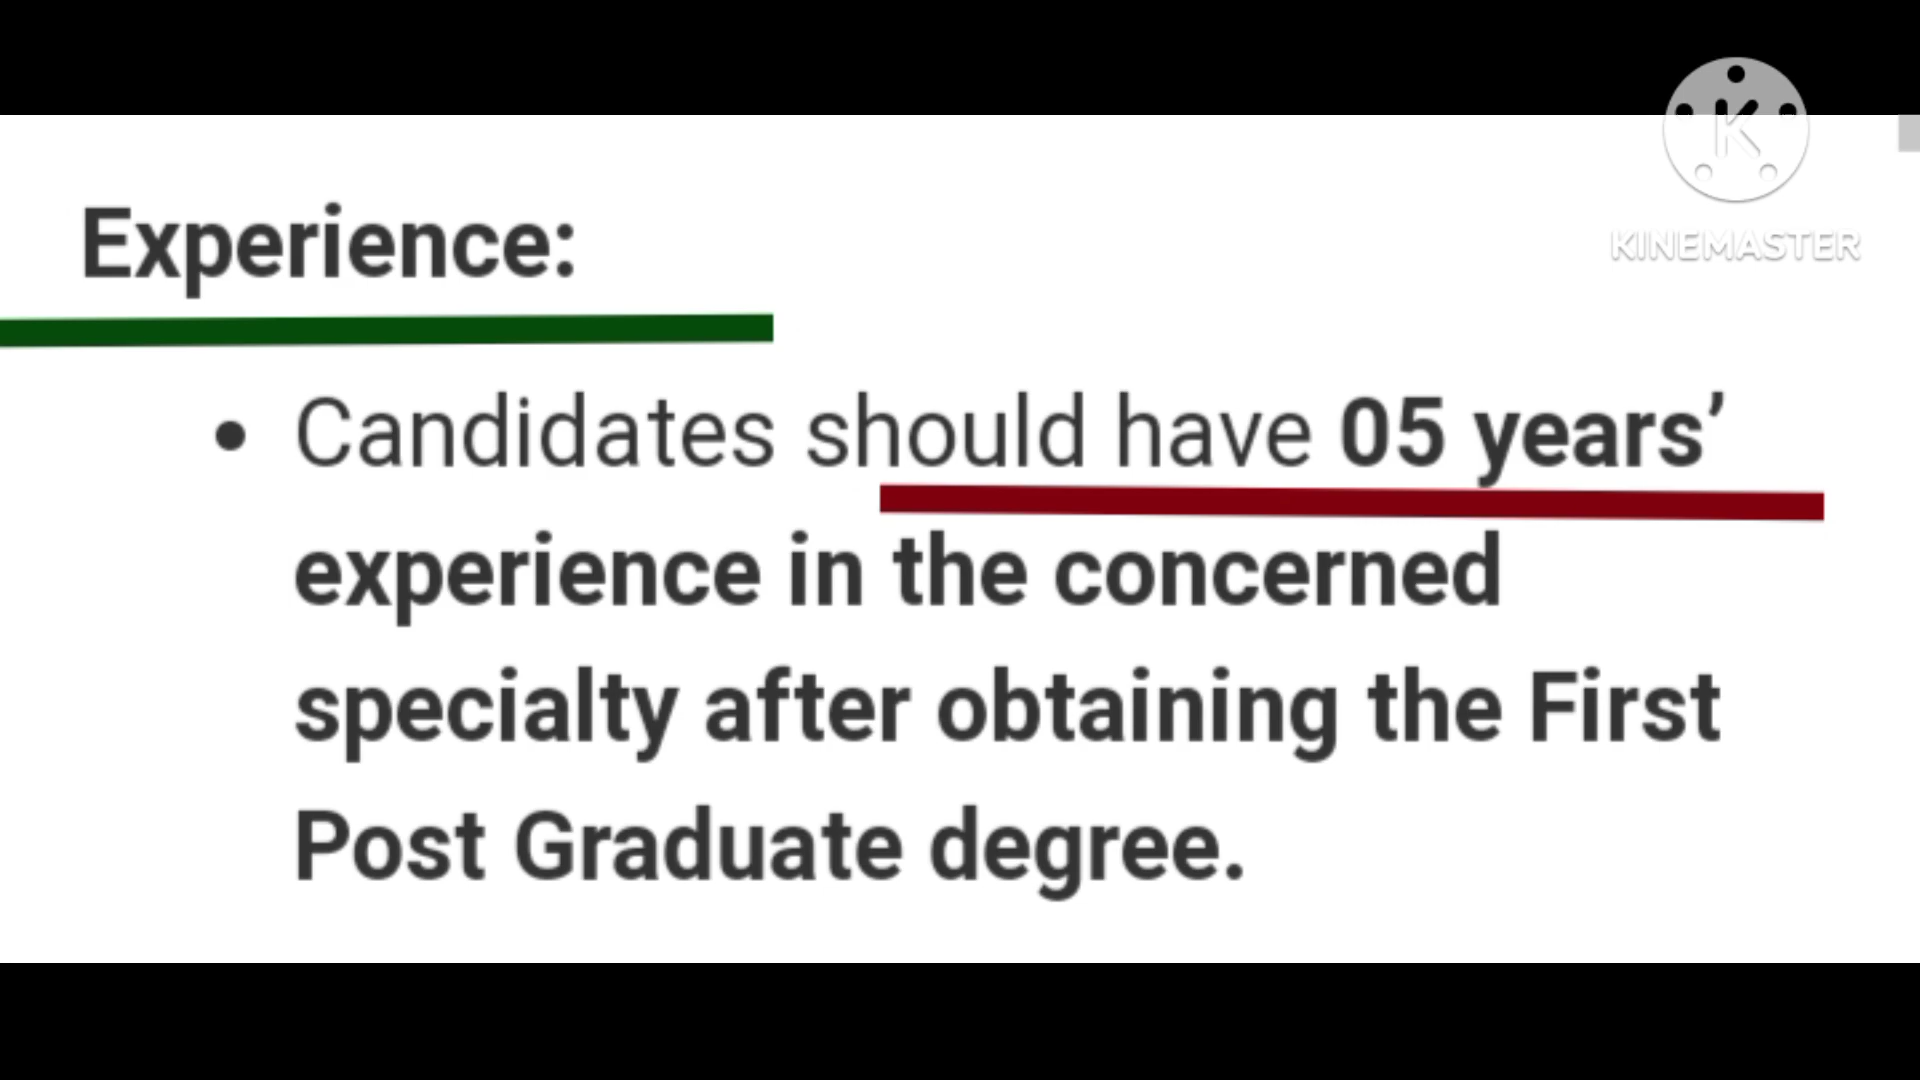 K
KINEMASTER
Experience:
• Candidates should have 05 years’
experience in the concerned
specialty after obtaining the First
Post Graduate degree.